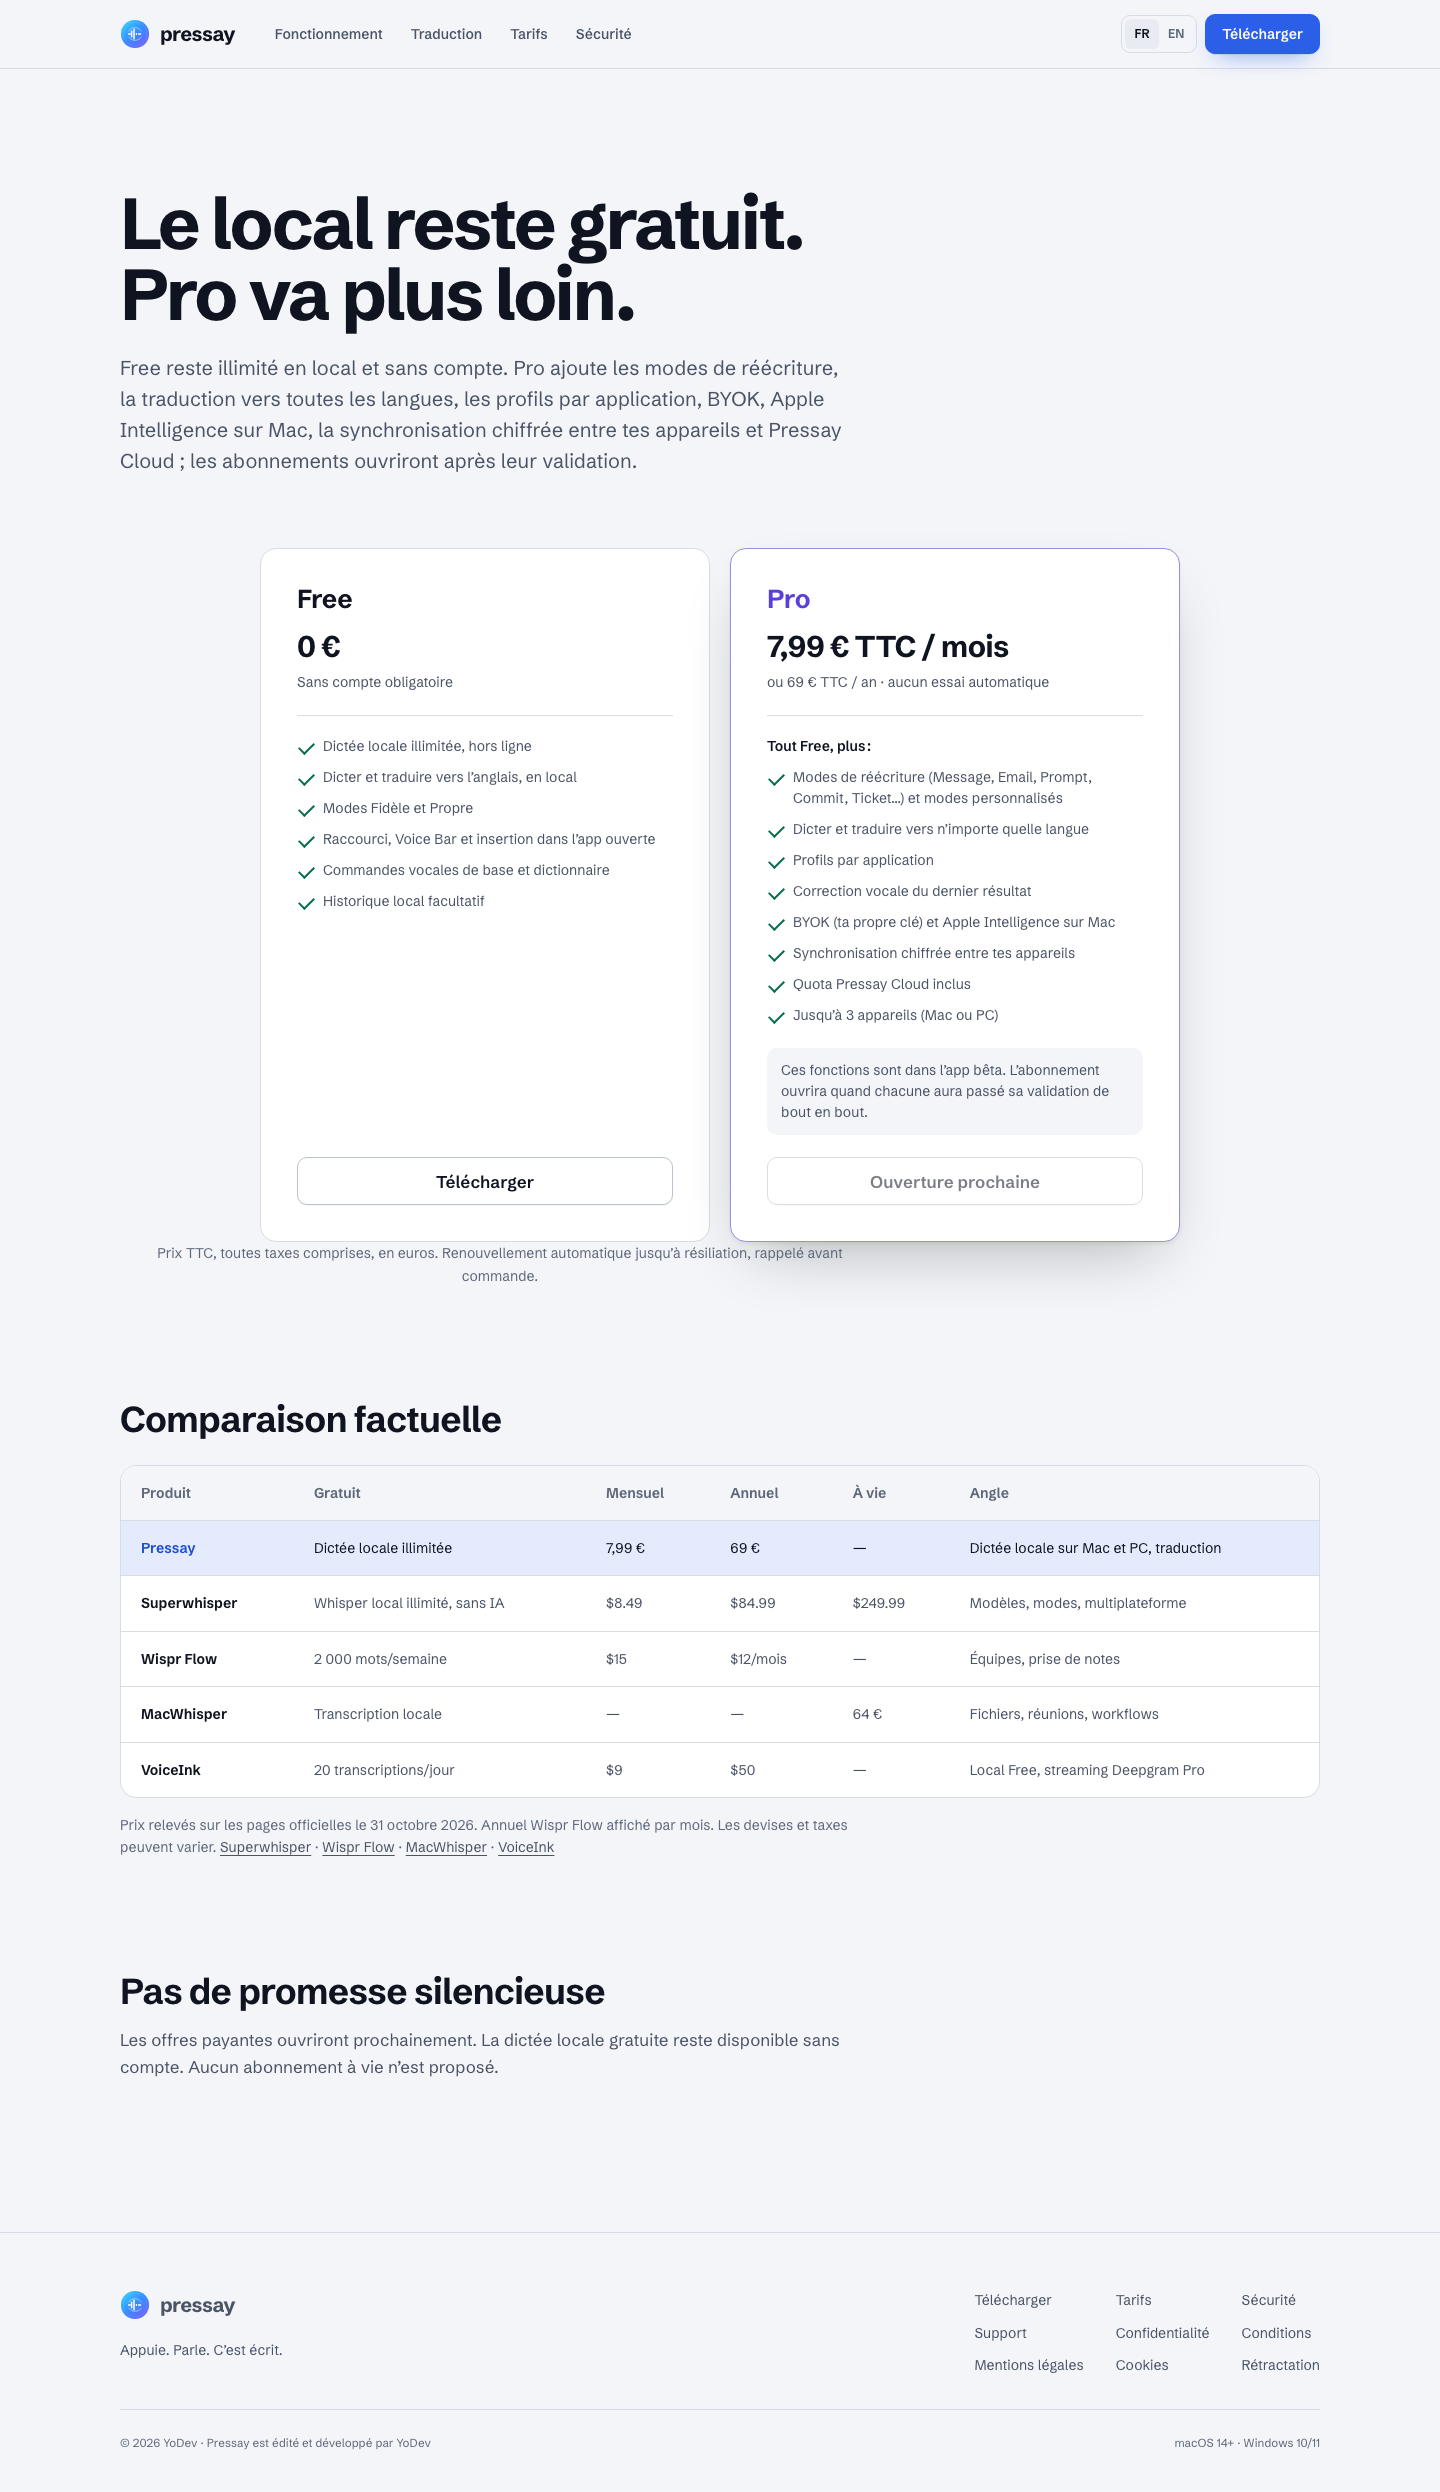 pressay
Fonctionnement
Traduction
Tarifs
Sécurité
FR
EN
Télécharger
Le local reste gratuit.
Pro va plus loin.
Free reste illimité en local et sans compte. Pro ajoute les modes de réécriture,
la traduction vers toutes les langues, les profils par application, BYOK, Apple
Intelligence sur Mac, la synchronisation chiffrée entre tes appareils et Pressay
Cloud ; les abonnements ouvriront après leur validation.
Free
0 €
Sans compte obligatoire
Dictée locale illimitée, hors ligne
Dicter et traduire vers l’anglais, en local
Modes Fidèle et Propre
Raccourci, Voice Bar et insertion dans l’app ouverte
Commandes vocales de base et dictionnaire
Historique local facultatif
Télécharger
Pro
7,99 € TTC / mois
ou 69 € TTC / an · aucun essai automatique
Tout Free, plus :
Modes de réécriture (Message, Email, Prompt,
Commit, Ticket…) et modes personnalisés
Dicter et traduire vers n’importe quelle langue
Profils par application
Correction vocale du dernier résultat
BYOK (ta propre clé) et Apple Intelligence sur Mac
Synchronisation chiffrée entre tes appareils
Quota Pressay Cloud inclus
Jusqu’à 3 appareils (Mac ou PC)
Ces fonctions sont dans l’app bêta. L’abonnement
ouvrira quand chacune aura passé sa validation de
bout en bout.
Ouverture prochaine
Prix TTC, toutes taxes comprises, en euros. Renouvellement automatique jusqu’à résiliation, rappelé avant
commande.
Comparaison factuelle
Produit Gratuit Mensuel Annuel À vie Angle
Pressay Dictée locale illimitée 7,99 € 69 € — Dictée locale sur Mac et PC, traduction
Superwhisper Whisper local illimité, sans IA $8.49 $84.99 $249.99 Modèles, modes, multiplateforme
Wispr Flow 2 000 mots/semaine $15 $12/mois — Équipes, prise de notes
MacWhisper Transcription locale — — 64 € Fichiers, réunions, workflows
VoiceInk 20 transcriptions/jour $9 $50 — Local Free, streaming Deepgram Pro
Prix relevés sur les pages officielles le 31 octobre 2026. Annuel Wispr Flow affiché par mois. Les devises et taxes
peuvent varier. Superwhisper · Wispr Flow · MacWhisper · VoiceInk
Pas de promesse silencieuse
Les offres payantes ouvriront prochainement. La dictée locale gratuite reste disponible sans
compte. Aucun abonnement à vie n’est proposé.
pressay
Appuie. Parle. C’est écrit.
Télécharger Tarifs Sécurité
Support Confidentialité Conditions
Mentions légales Cookies Rétractation
© 2026 YoDev · Pressay est édité et développé par YoDev
macOS 14+ · Windows 10/11